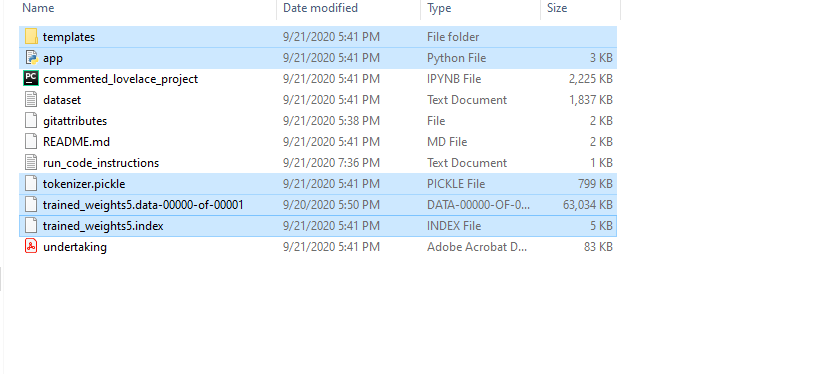 Name Date modified Type Size
templates 9/21/2020 5:41 PM File folder
app 9/21/2020 5:41 PM Python File 3 KB
PC commented_lovelace_project 9/21/2020 5:41 PM IPYNB File 2,225 KB
dataset 9/21/2020 5:41 PM Text Document 1,837 KB
gitattributes 9/21/2020 5:38 PM File 2 KB
README.md 9/21/2020 5:41 PM MD File 2 KB
run_code_instructions 9/21/2020 7:36 PM Text Document 1 KB
tokenizer.pickle 9/21/2020 5:41 PM PICKLE File 799 KB
trained_weights5.data-00000-of-00001 9/20/2020 5:50 PM DATA-00000-OF-0... 63,034 KB
trained_weights5.index 9/21/2020 5:41 PM INDEX File 5 KB
undertaking 9/21/2020 5:41 PM Adobe Acrobat D... 83 KB